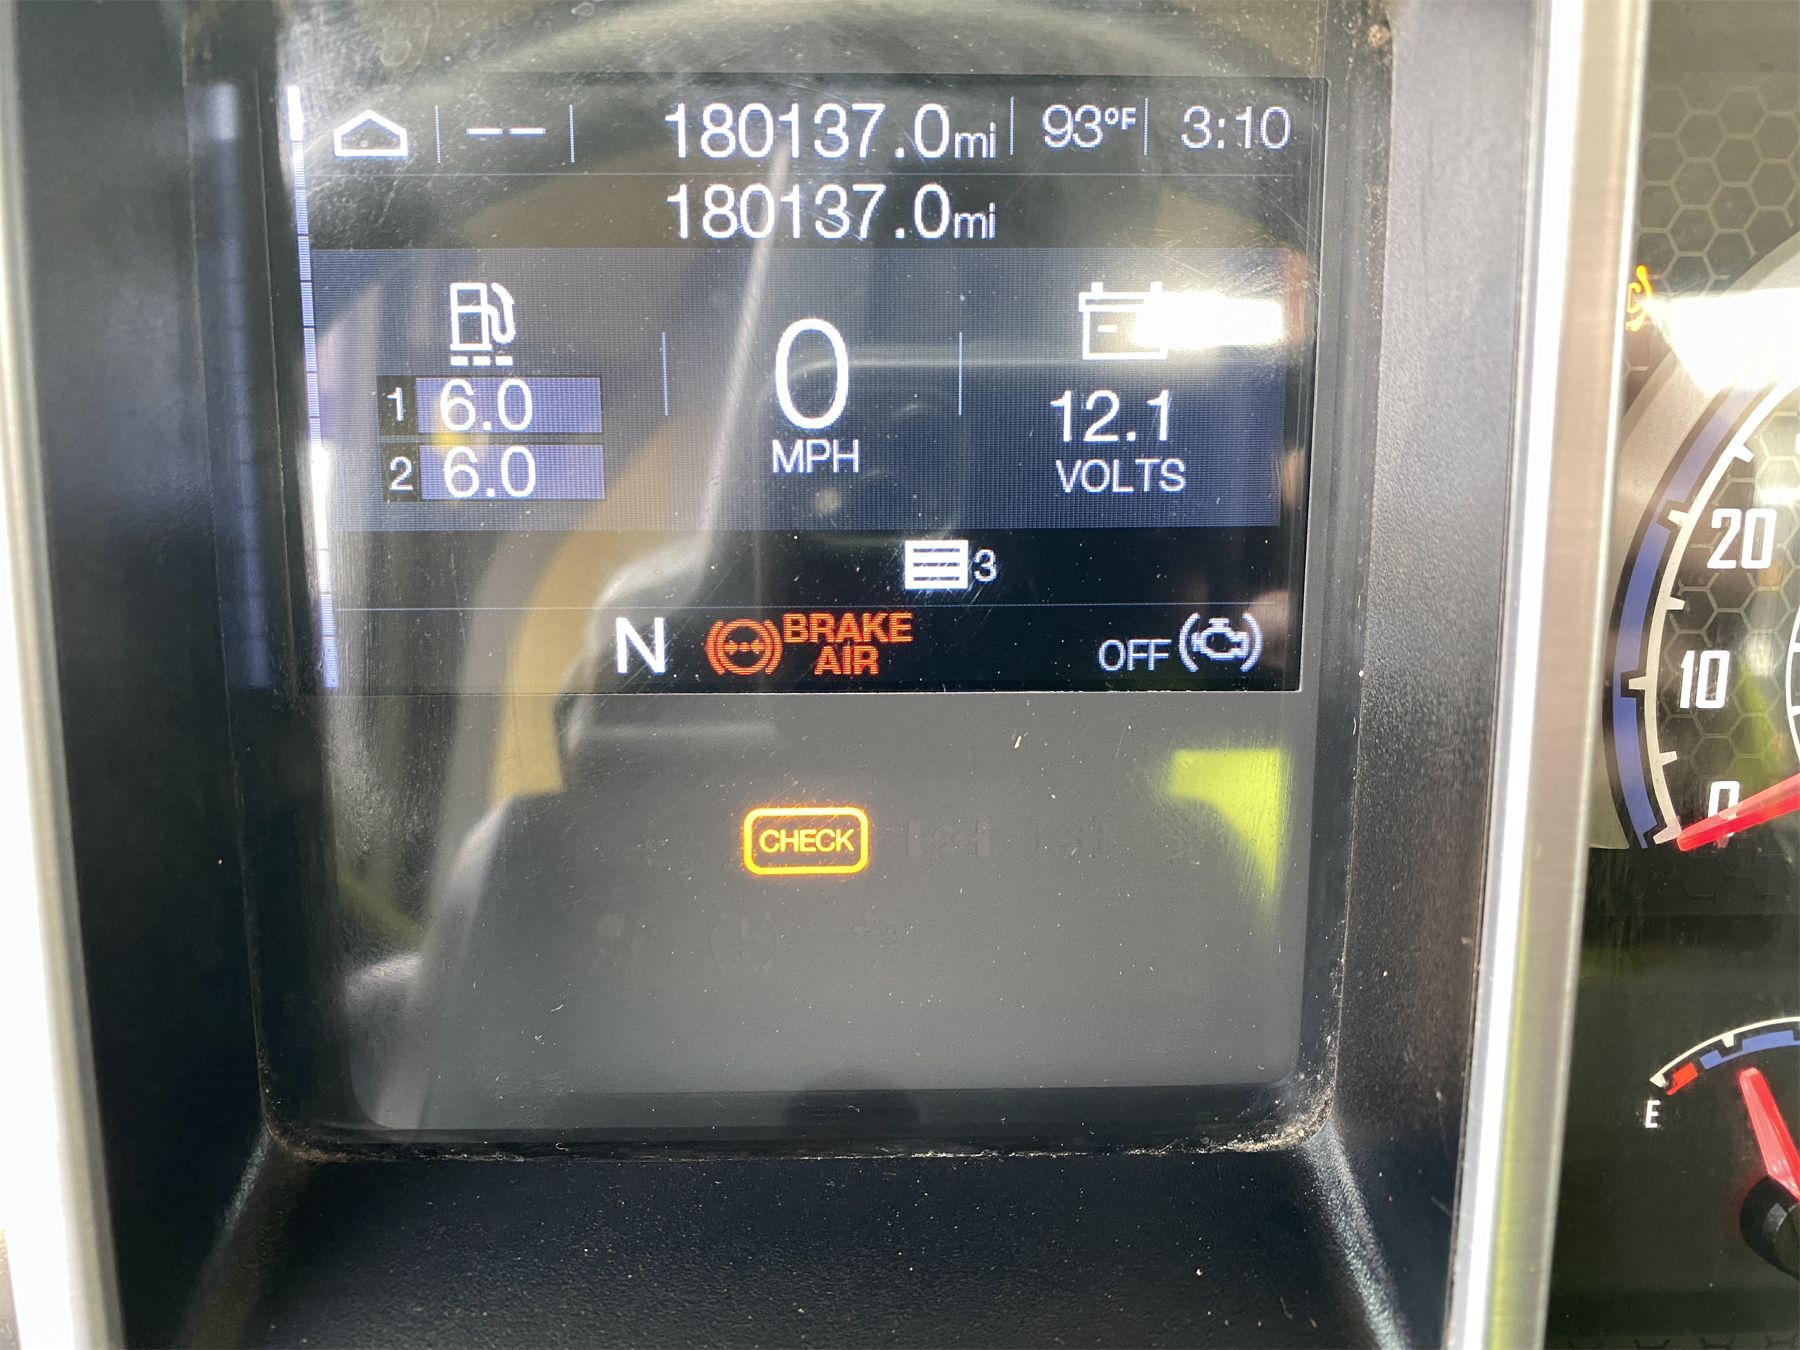 -- 180137.0mi 93°F 3:10
180137.0mi
1 6.0
2 6.0
0
MPH
12.1
VOLTS
3
N BRAKE AIR OFF
CHECK
20
10
0
E